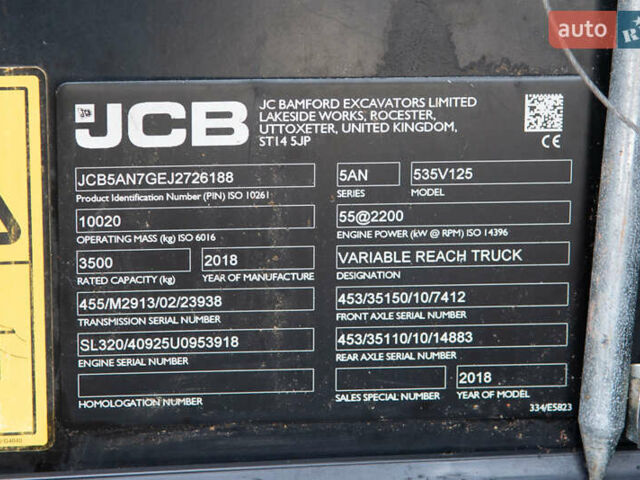 auto
JCB
JCB
JC BAMFORD EXCAVATORS LIMITED
LAKESIDE WORKS, ROCESTER,
UTTOXETER, UNITED KINGDOM,
ST14 5JP
CE
JCB5AN7GEJ2726188
Product Identification Number (PIN) ISO 10261
5AN
SERIES
535V125
MODEL
10020
OPERATING MASS (kg) ISO 6016
55@2200
ENGINE POWER (kW @ RPM) ISO 14396
3500
RATED CAPACITY (kg)
2018
YEAR OF MANUFACTURE
VARIABLE REACH TRUCK
DESIGNATION
455/M2913/02/23938
TRANSMISSION SERIAL NUMBER
453/35150/10/7412
FRONT AXLE SERIAL NUMBER
SL320/40925U0953918
ENGINE SERIAL NUMBER
453/35110/10/14883
REAR AXLE SERIAL NUMBER
HOMOLOGATION NUMBER
SALES SPECIAL NUMBER
2018
YEAR OF MODEL
334/E5823